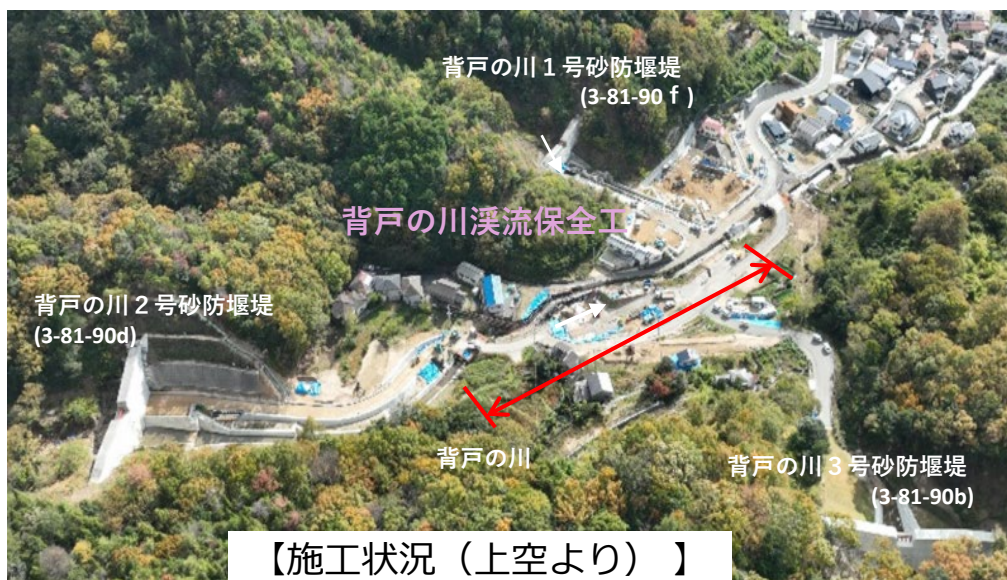 背戸の川１号砂防堰堤
(3-81-90ｆ)
背戸の川渓流保全工
背戸の川２号砂防堰堤
(3-81-90d)
背戸の川
背戸の川３号砂防堰堤
(3-81-90b)
【施工状況（上空より） 】